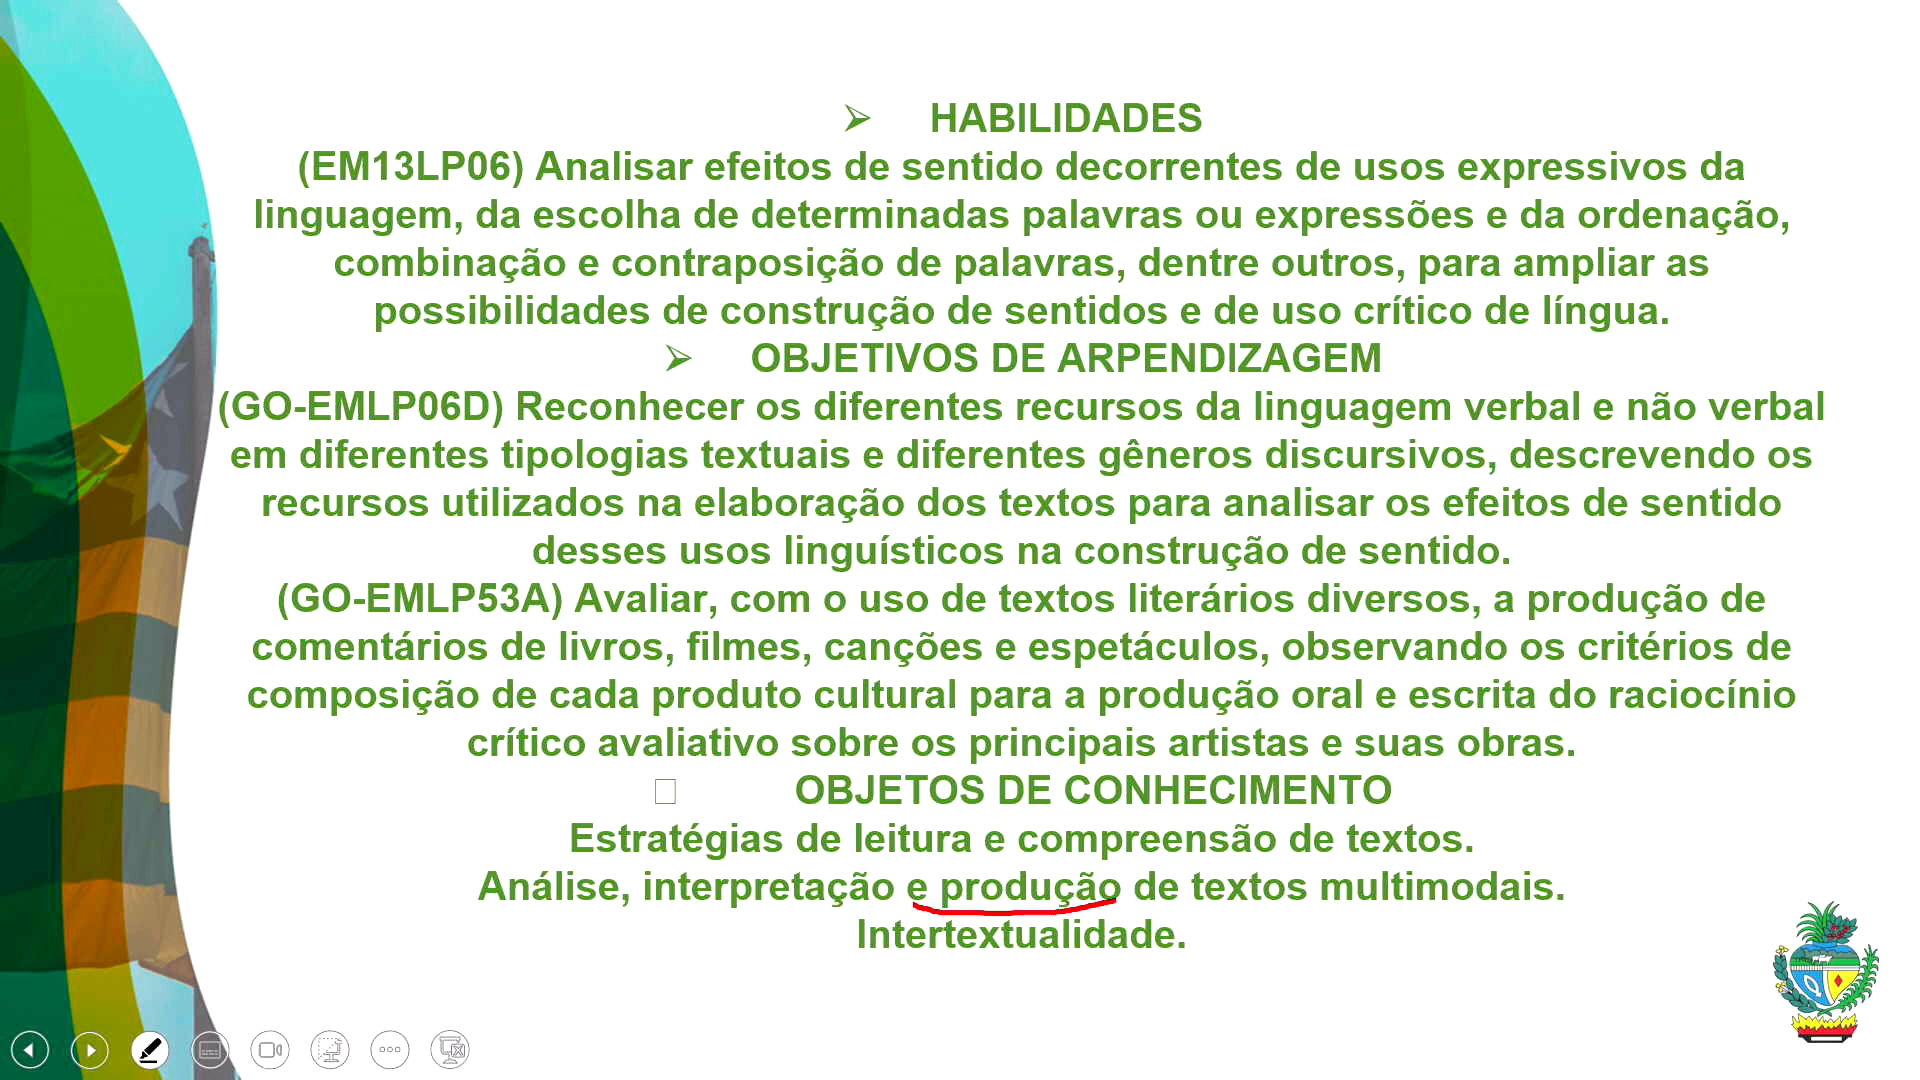 ➢ HABILIDADES
(EM13LP06) Analisar efeitos de sentido decorrentes de usos expressivos da
linguagem, da escolha de determinadas palavras ou expressões e da ordenação,
combinação e contraposição de palavras, dentre outros, para ampliar as
possibilidades de construção de sentidos e de uso crítico de língua.
➢ OBJETIVOS DE ARPENDIZAGEM
(GO-EMLP06D) Reconhecer os diferentes recursos da linguagem verbal e não verbal
em diferentes tipologias textuais e diferentes gêneros discursivos, descrevendo os
recursos utilizados na elaboração dos textos para analisar os efeitos de sentido
desses usos linguísticos na construção de sentido.
(GO-EMLP53A) Avaliar, com o uso de textos literários diversos, a produção de
comentários de livros, filmes, canções e espetáculos, observando os critérios de
composição de cada produto cultural para a produção oral e escrita do raciocínio
crítico avaliativo sobre os principais artistas e suas obras.
OBJETOS DE CONHECIMENTO
Estratégias de leitura e compreensão de textos.
Análise, interpretação e produção de textos multimodais.
Intertextualidade.